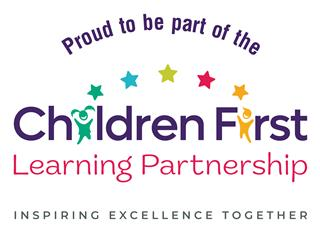 Proud to be part of the
Children First
Learning Partnership
INSPIRING EXCELLENCE TOGETHER